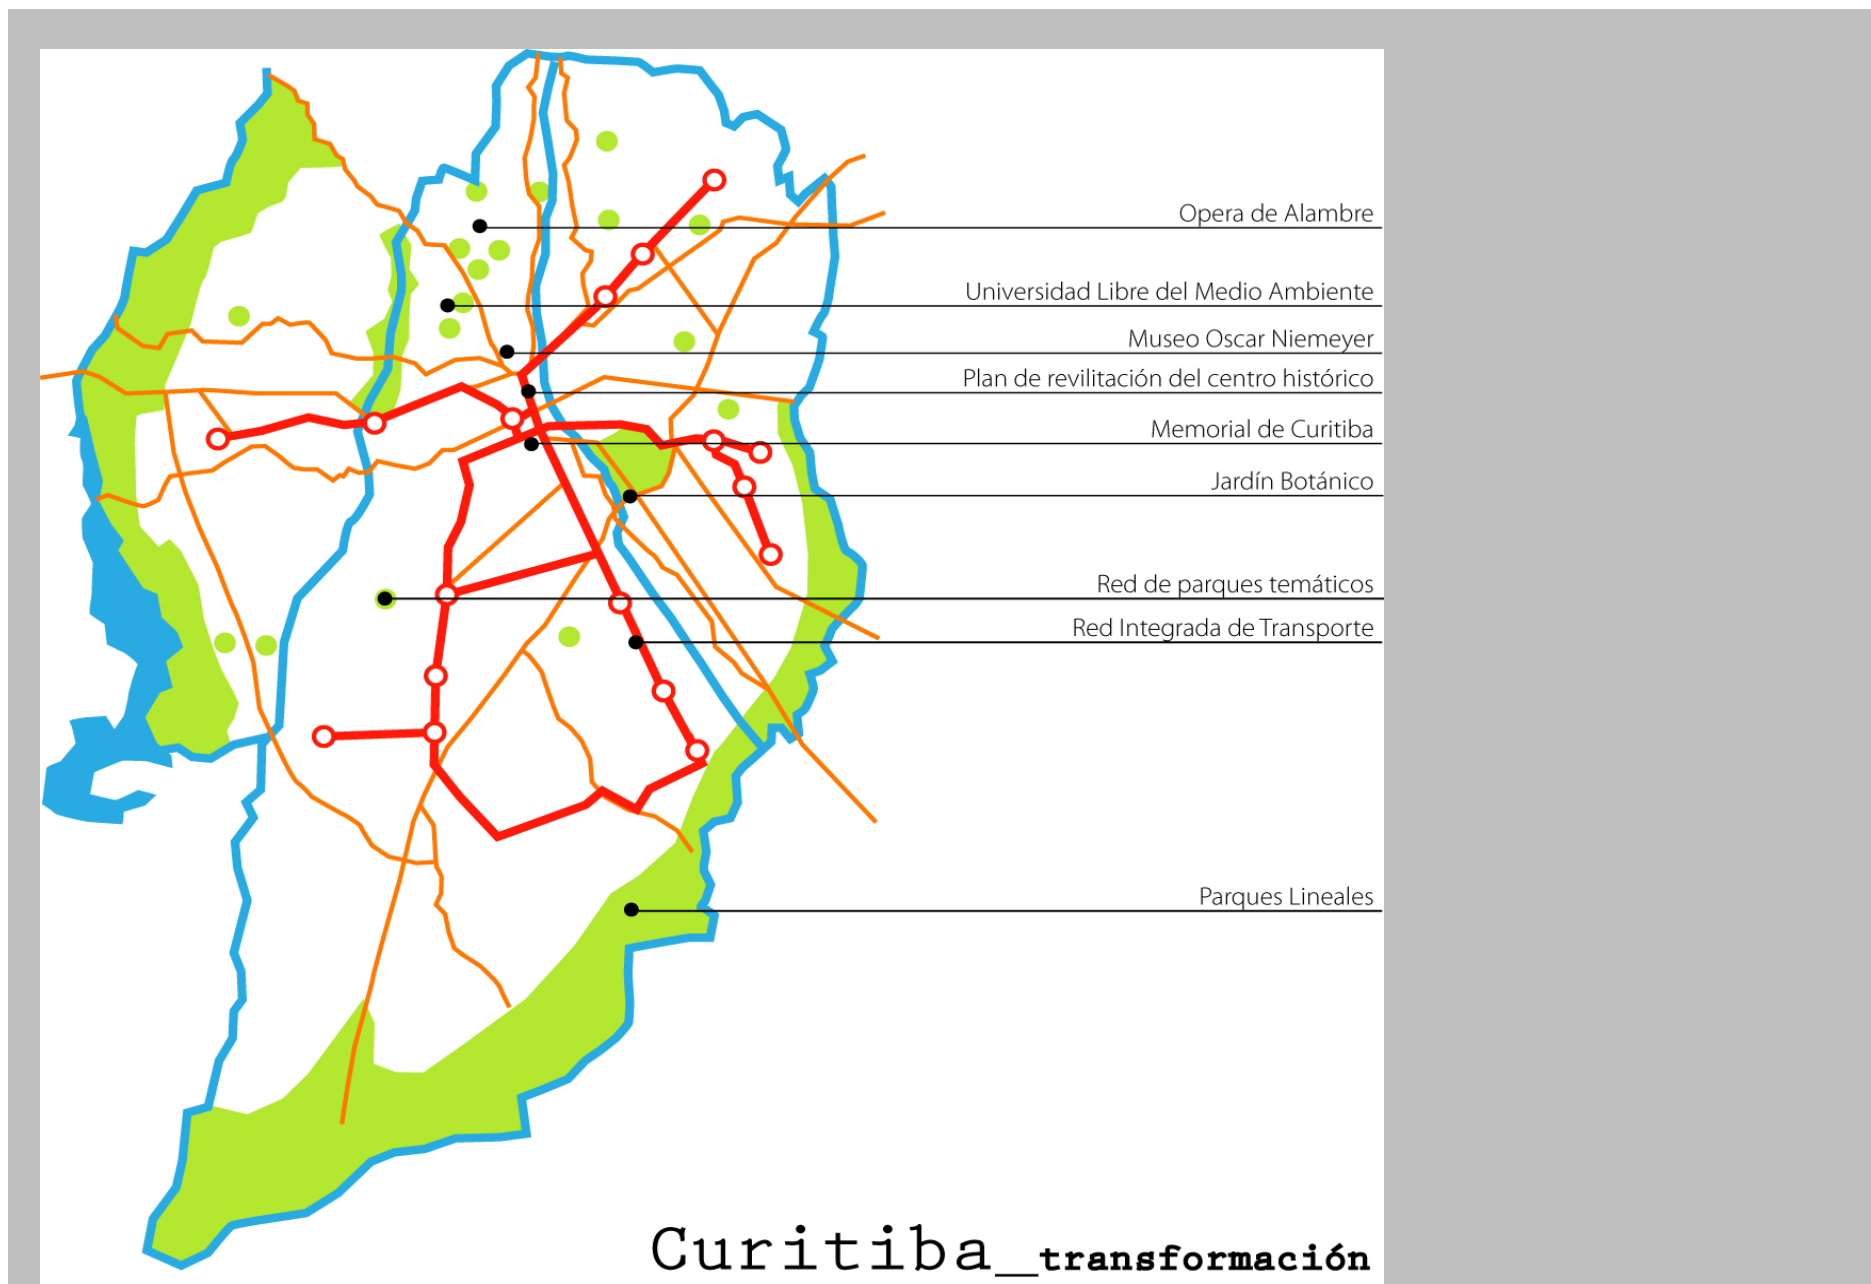 Opera de Alambre
Universidad Libre del Medio Ambiente
Museo Oscar Niemeyer
Plan de revilitación del centro histórico
Memorial de Curitiba
Jardín Botánico
Red de parques temáticos
Red Integrada de Transporte
Parques Lineales
Curitiba_transformación